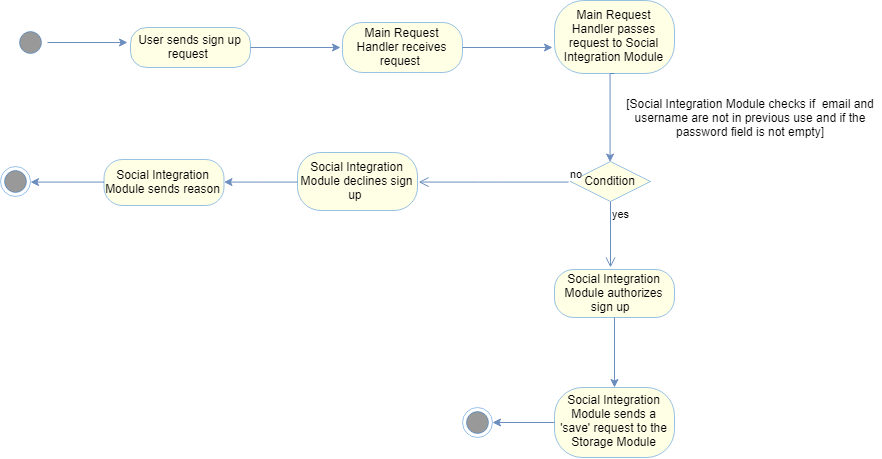 User sends sign up
request
Main Request
Handler receives
request
Main Request
Handler passes
request to Social
Integration Module
[Social Integration Module checks if  email and
username are not in previous use and if the
password field is not empty]
Condition
no
yes
Social Integration
Module declines sign
up
Social Integration
Module sends reason
Social Integration
Module authorizes
sign up
Social Integration
Module sends a
'save' request to the
Storage Module